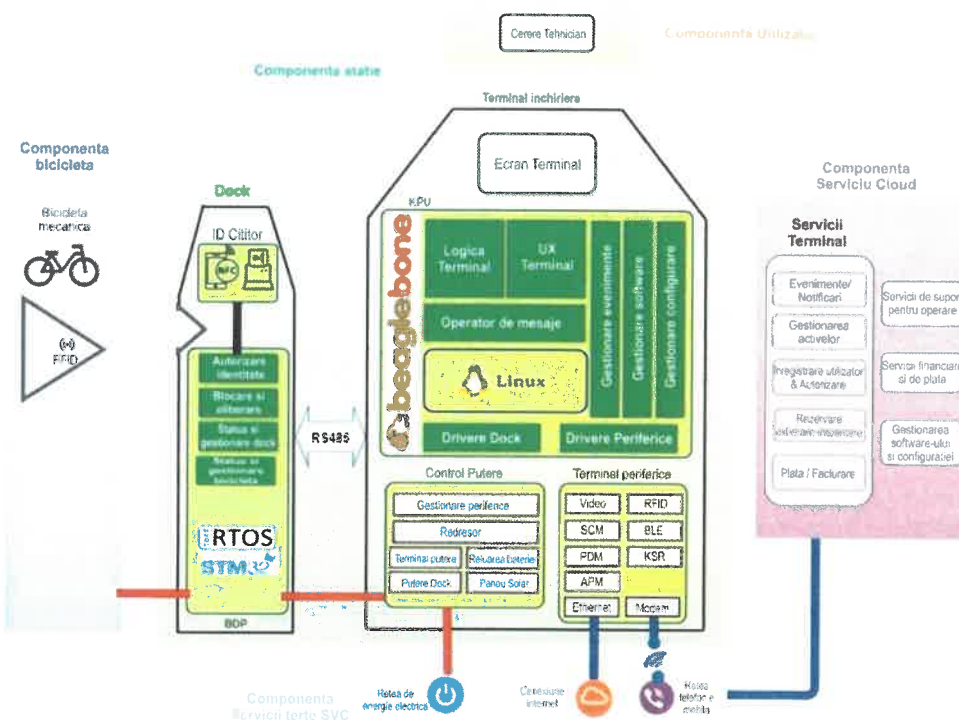 Cerere Tehnician
Componenta Utilizator
Componenta statie
Terminal inchiriere
Componenta
bicicleta
Bicicleta
mecanica
RFID
Dock
ID Cititor
NFC
Autorizare
identitate
Blocare si
eliberare
Status si
gestionare dock
Status si
gestionare
bicicleta
RTOS
STM32
BDP
RS485
Ecran Terminal
KPU
beaglebone
Logica
Terminal
UX
Terminal
Operator de mesaje
Linux
Gestionare evenimente
Gestionare software
Gestionare configurare
Drivere Dock
Drivere Periferice
Control Putere
Gestionare periferice
Redresor
Terminal putere
Reluarea baterie
Putere Dock
Panou Solar
Terminal periferice
Video
RFID
SCM
BLE
PDM
KSR
APM
Ethernet
Modem
Componenta
Serviciu Cloud
Servicii
Terminal
Evenimente/
Notificari
Gestionarea
activelor
Inregistrare utilizator
& Autorizare
Rezervare
Plata / Facturare
Servicii de suport
pentru operare
Servicii financiare
si de plata
Gestionarea
software-ului
si configuratiei
Componenta
Servicii terte SVC
Retea de
energie electrica
Conexiune
internet
Retea
telefonie
mobila